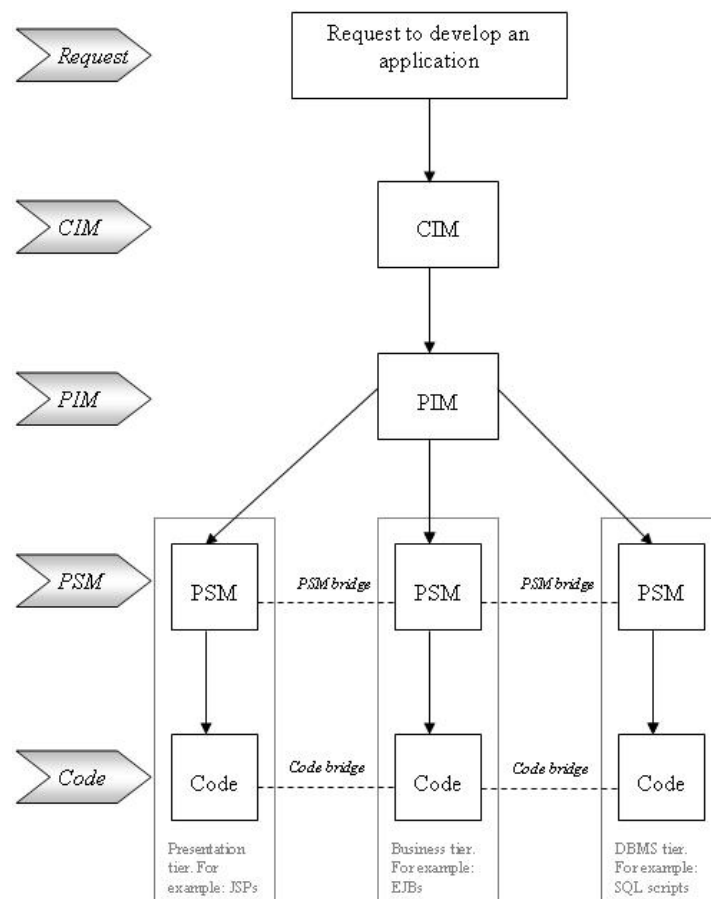 Request
Request to develop an
application
CIM
CIM
PIM
PIM
PSM
PSM
PSM bridge
PSM
PSM bridge
PSM
Code
Code
Code bridge
Code
Code bridge
Code
Presentation
tier. For
example: JSPs
Business tier.
For example:
EJBs
DBMS tier.
For example:
SQL scripts